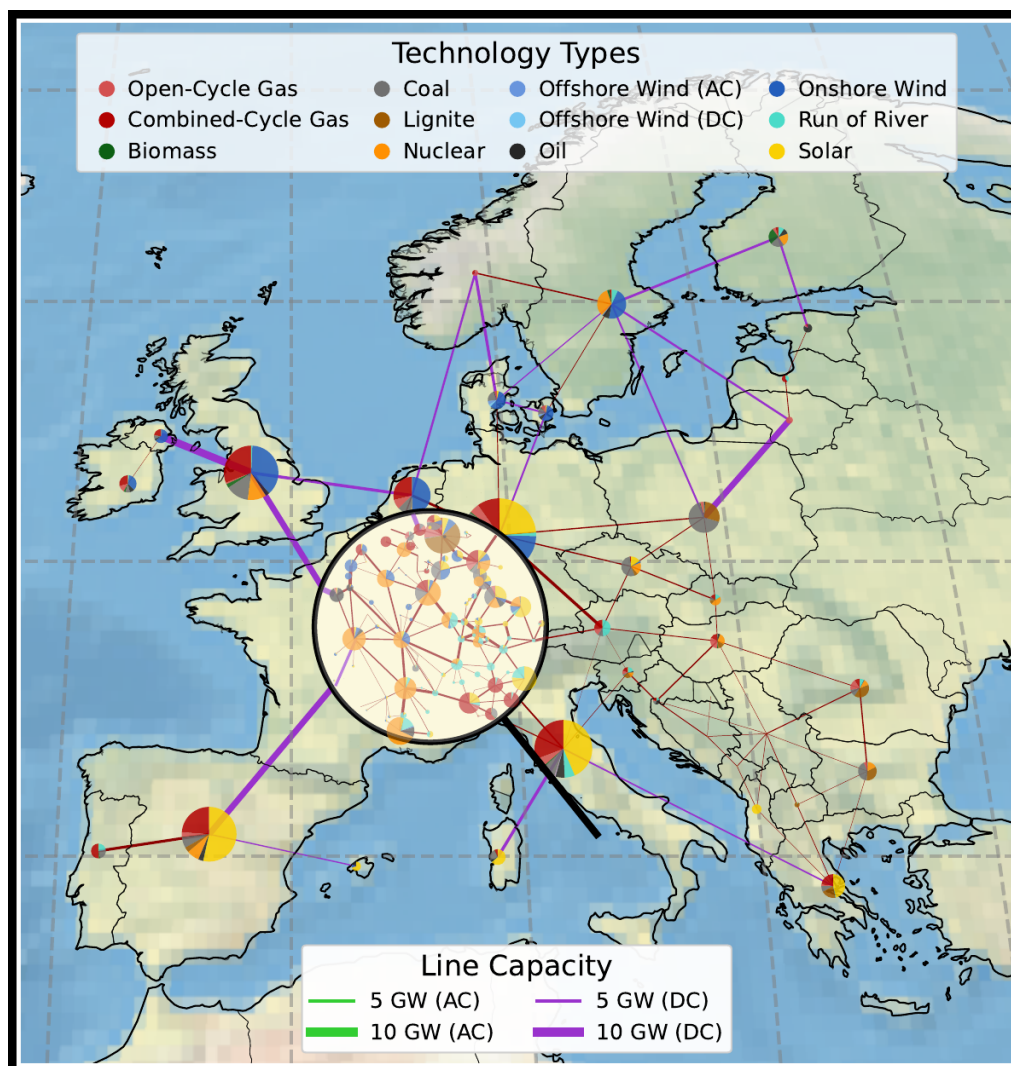 Technology Types
Open-Cycle Gas Coal Offshore Wind (AC) Onshore Wind
Combined-Cycle Gas Lignite Offshore Wind (DC) Run of River
Biomass Nuclear Oil Solar
Line Capacity
5 GW (AC) 5 GW (DC)
10 GW (AC) 10 GW (DC)